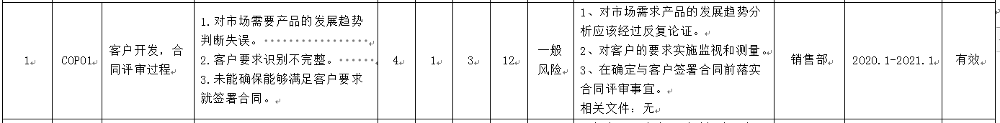 1
COP01
客户开发，合
同评审过程
1.对市场需要产品的发展趋势
判断失误。
2.客户要求识别不完整。
3.未能确保能够满足客户要求
就签署合同。
4
1
3
12
一般
风险
1、对市场需求产品的发展趋势分
析应该经过反复论证。
2、对客户的要求实施监视和测量。
3、在确定与客户签署合同前落实
合同评审事宜。
相关文件：无
销售部
2020.1-2021.1
有效